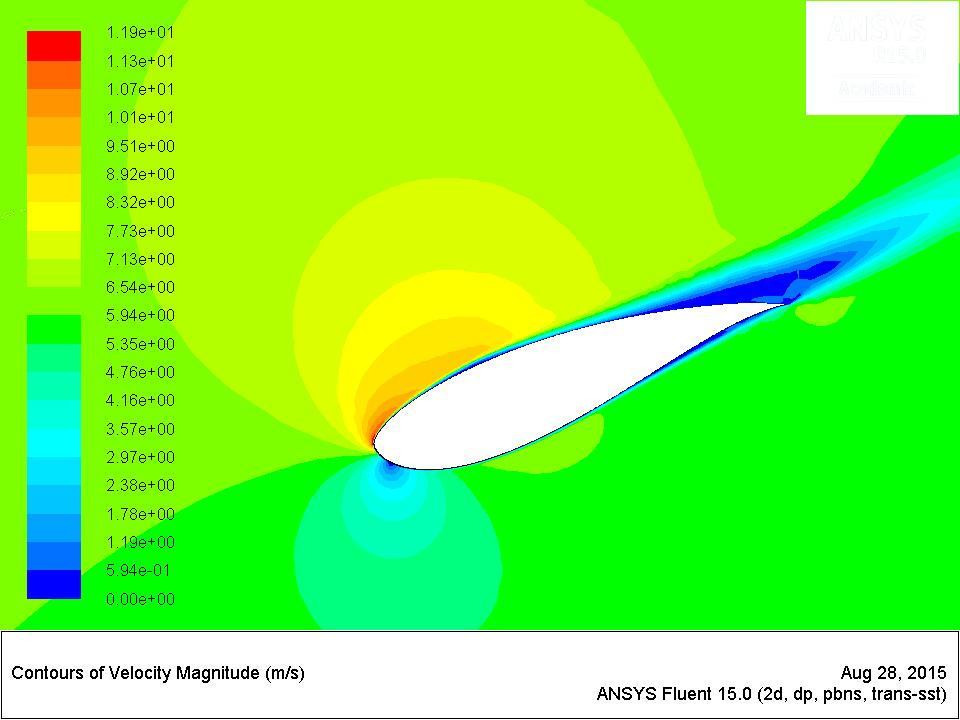 ANSYS
R15.0
Academic
1.19e+01
1.13e+01
1.07e+01
1.01e+01
9.51e+00
8.92e+00
8.32e+00
7.73e+00
7.13e+00
6.54e+00
5.94e+00
5.35e+00
4.76e+00
4.16e+00
3.57e+00
2.97e+00
2.38e+00
1.78e+00
1.19e+00
5.94e-01
0.00e+00
Contours of Velocity Magnitude (m/s)
Aug 28, 2015
ANSYS Fluent 15.0 (2d, dp, pbns, trans-sst)